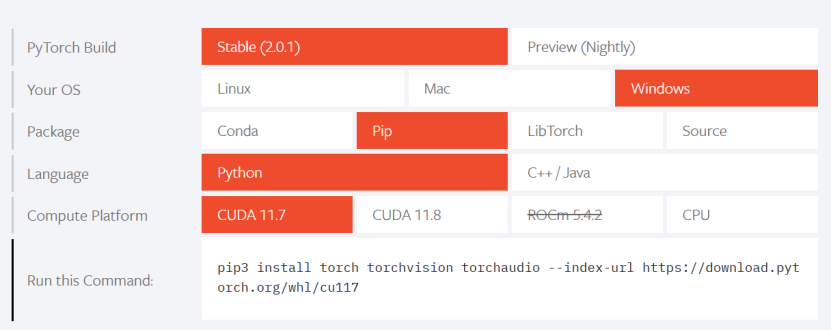 PyTorch Build Stable (2.0.1) Preview (Nightly)
Your OS Linux Mac Windows
Package Conda Pip LibTorch Source
Language Python C++ / Java
Compute Platform CUDA 11.7 CUDA 11.8 ROCm 5.4.2 CPU
Run this Command: pip3 install torch torchvision torchaudio --index-url https://download.pyt
orch.org/whl/cu117